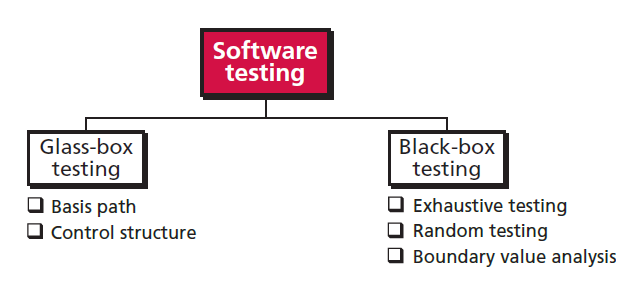 Software
testing
Glass-box
testing
Black-box
testing
Basis path
Control structure
Exhaustive testing
Random testing
Boundary value analysis